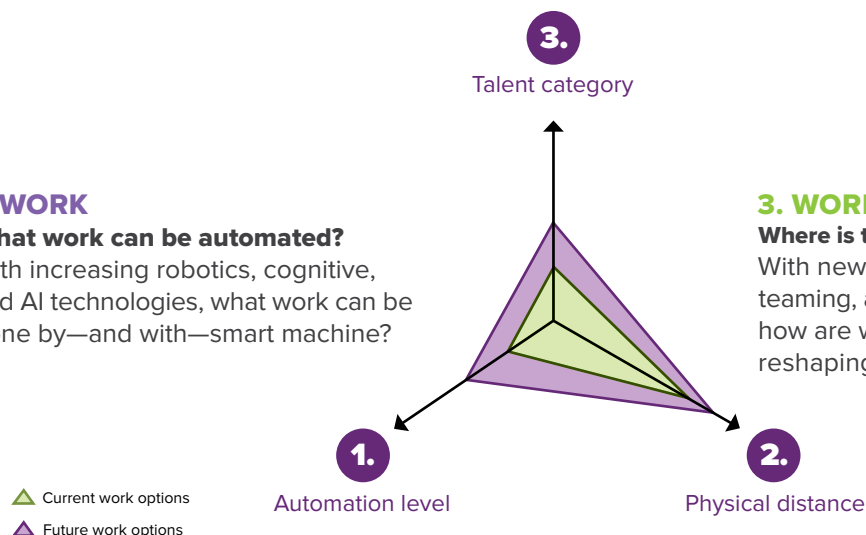 3.
Talent category
WORK
hat work can be automated?
th increasing robotics, cognitive,
d AI technologies, what work can be
ne by—and with—smart machine?
3. WOR
Where is t
With new
teaming, a
how are w
reshaping
1.
Automation level
2.
Physical distance
Current work options
Future work options